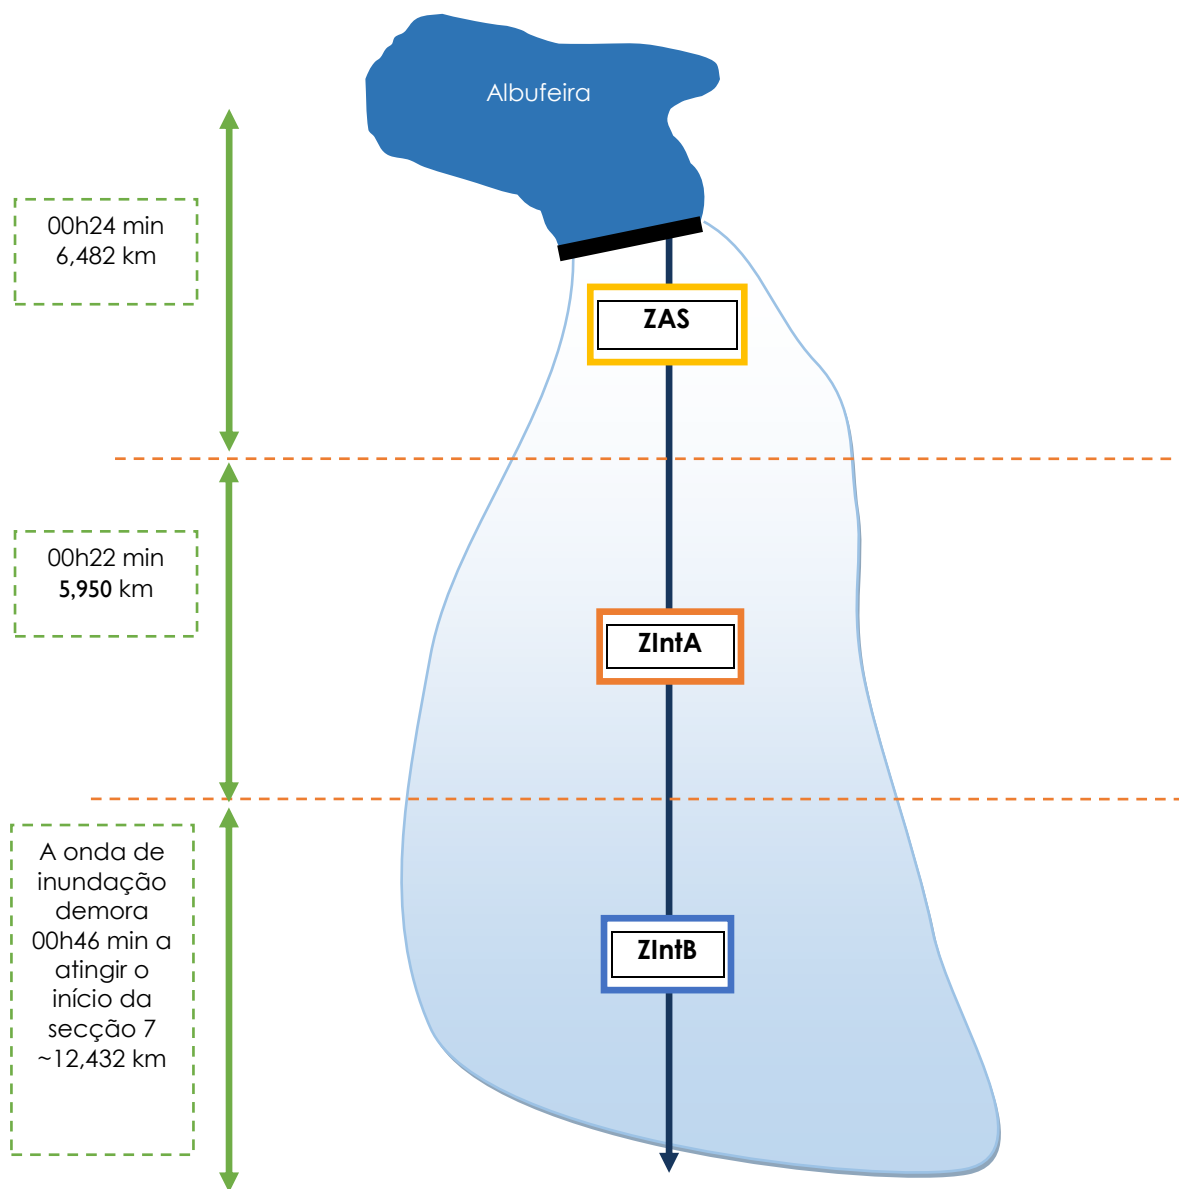 Albufeira
00h24 min
6,482 km
ZAS
00h22 min
5,950 km
ZIntA
A onda de
inundação
demora
00h46 min a
atingir o
início da
secção 7
~12,432 km
ZIntB